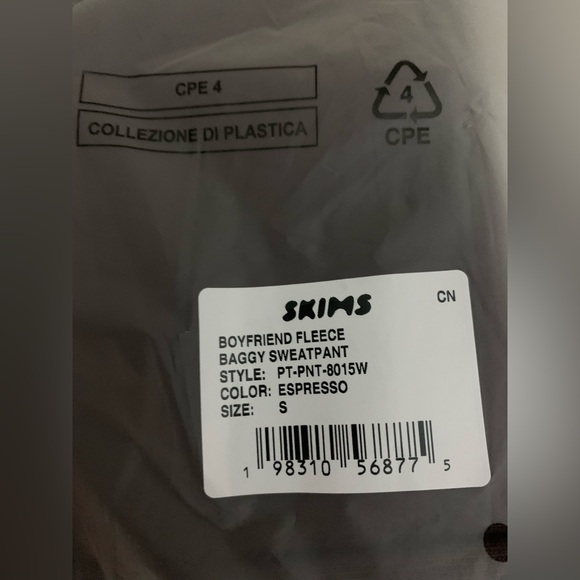 CPE 4
COLLEZIONE DI PLASTICA
4
CPE
SKIMS
CN
BOYFRIEND FLEECE
BAGGY SWEATPANT
STYLE: PT-PNT-8015W
COLOR: ESPRESSO
SIZE: S
1 98310 56877 5